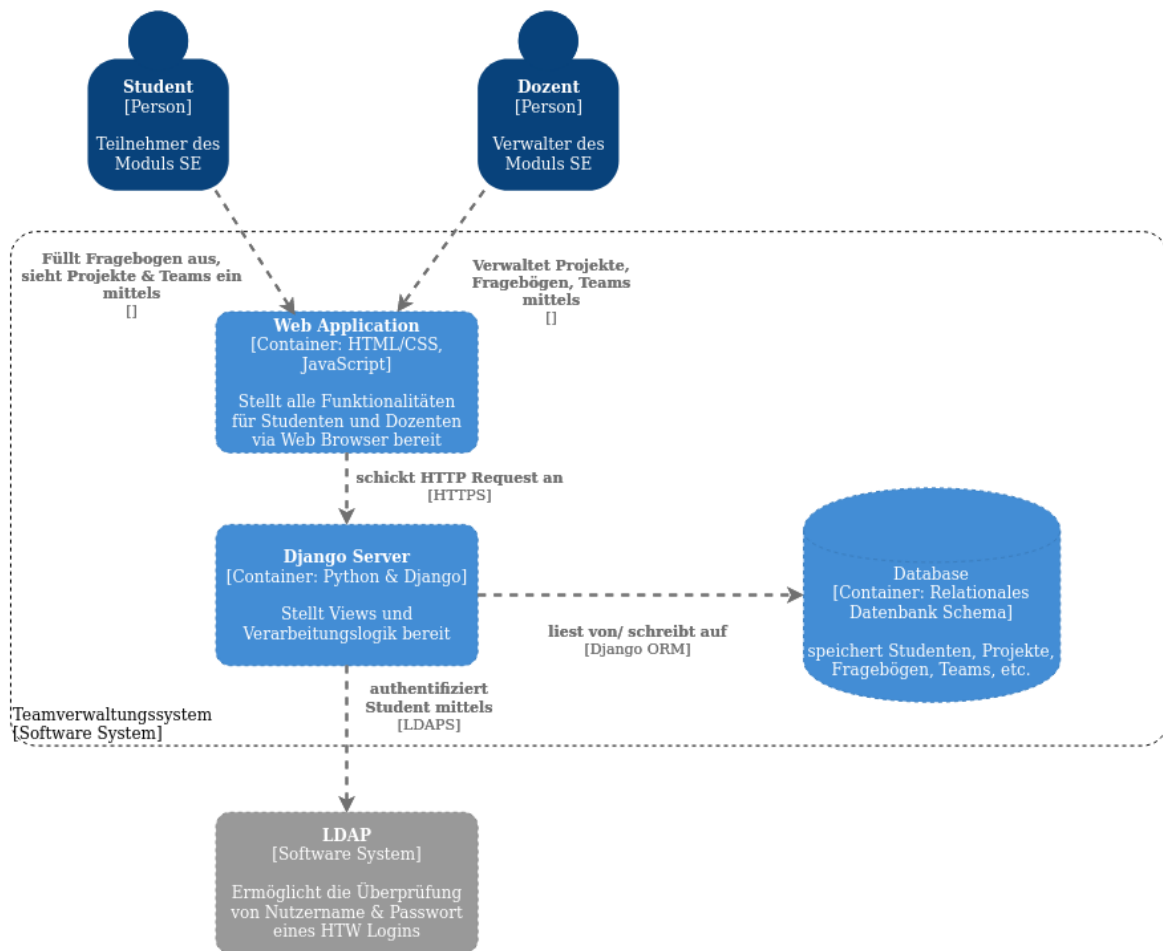 Student
[Person]
Teilnehmer des
Moduls SE
Dozent
[Person]
Verwalter des
Moduls SE
Füllt Fragebogen aus,
sieht Projekte & Teams ein
mittels
[]
Verwaltet Projekte,
Fragebögen, Teams
mittels
[]
Web Application
[Container: HTML/CSS,
JavaScript]
Stellt alle Funktionalitäten
für Studenten und Dozenten
via Web Browser bereit
schickt HTTP Request an
[HTTPS]
Django Server
[Container: Python & Django]
Stellt Views und
Verarbeitungslogik bereit
liest von/ schreibt auf
[Django ORM]
Database
[Container: Relationales
Datenbank Schema]
speichert Studenten, Projekte,
Fragebögen, Teams, etc.
authentifiziert
Student mittels
[LDAPS]
Teamverwaltungssystem
[Software System]
LDAP
[Software System]
Ermöglicht die Überprüfung
von Nutzername & Passwort
eines HTW Logins